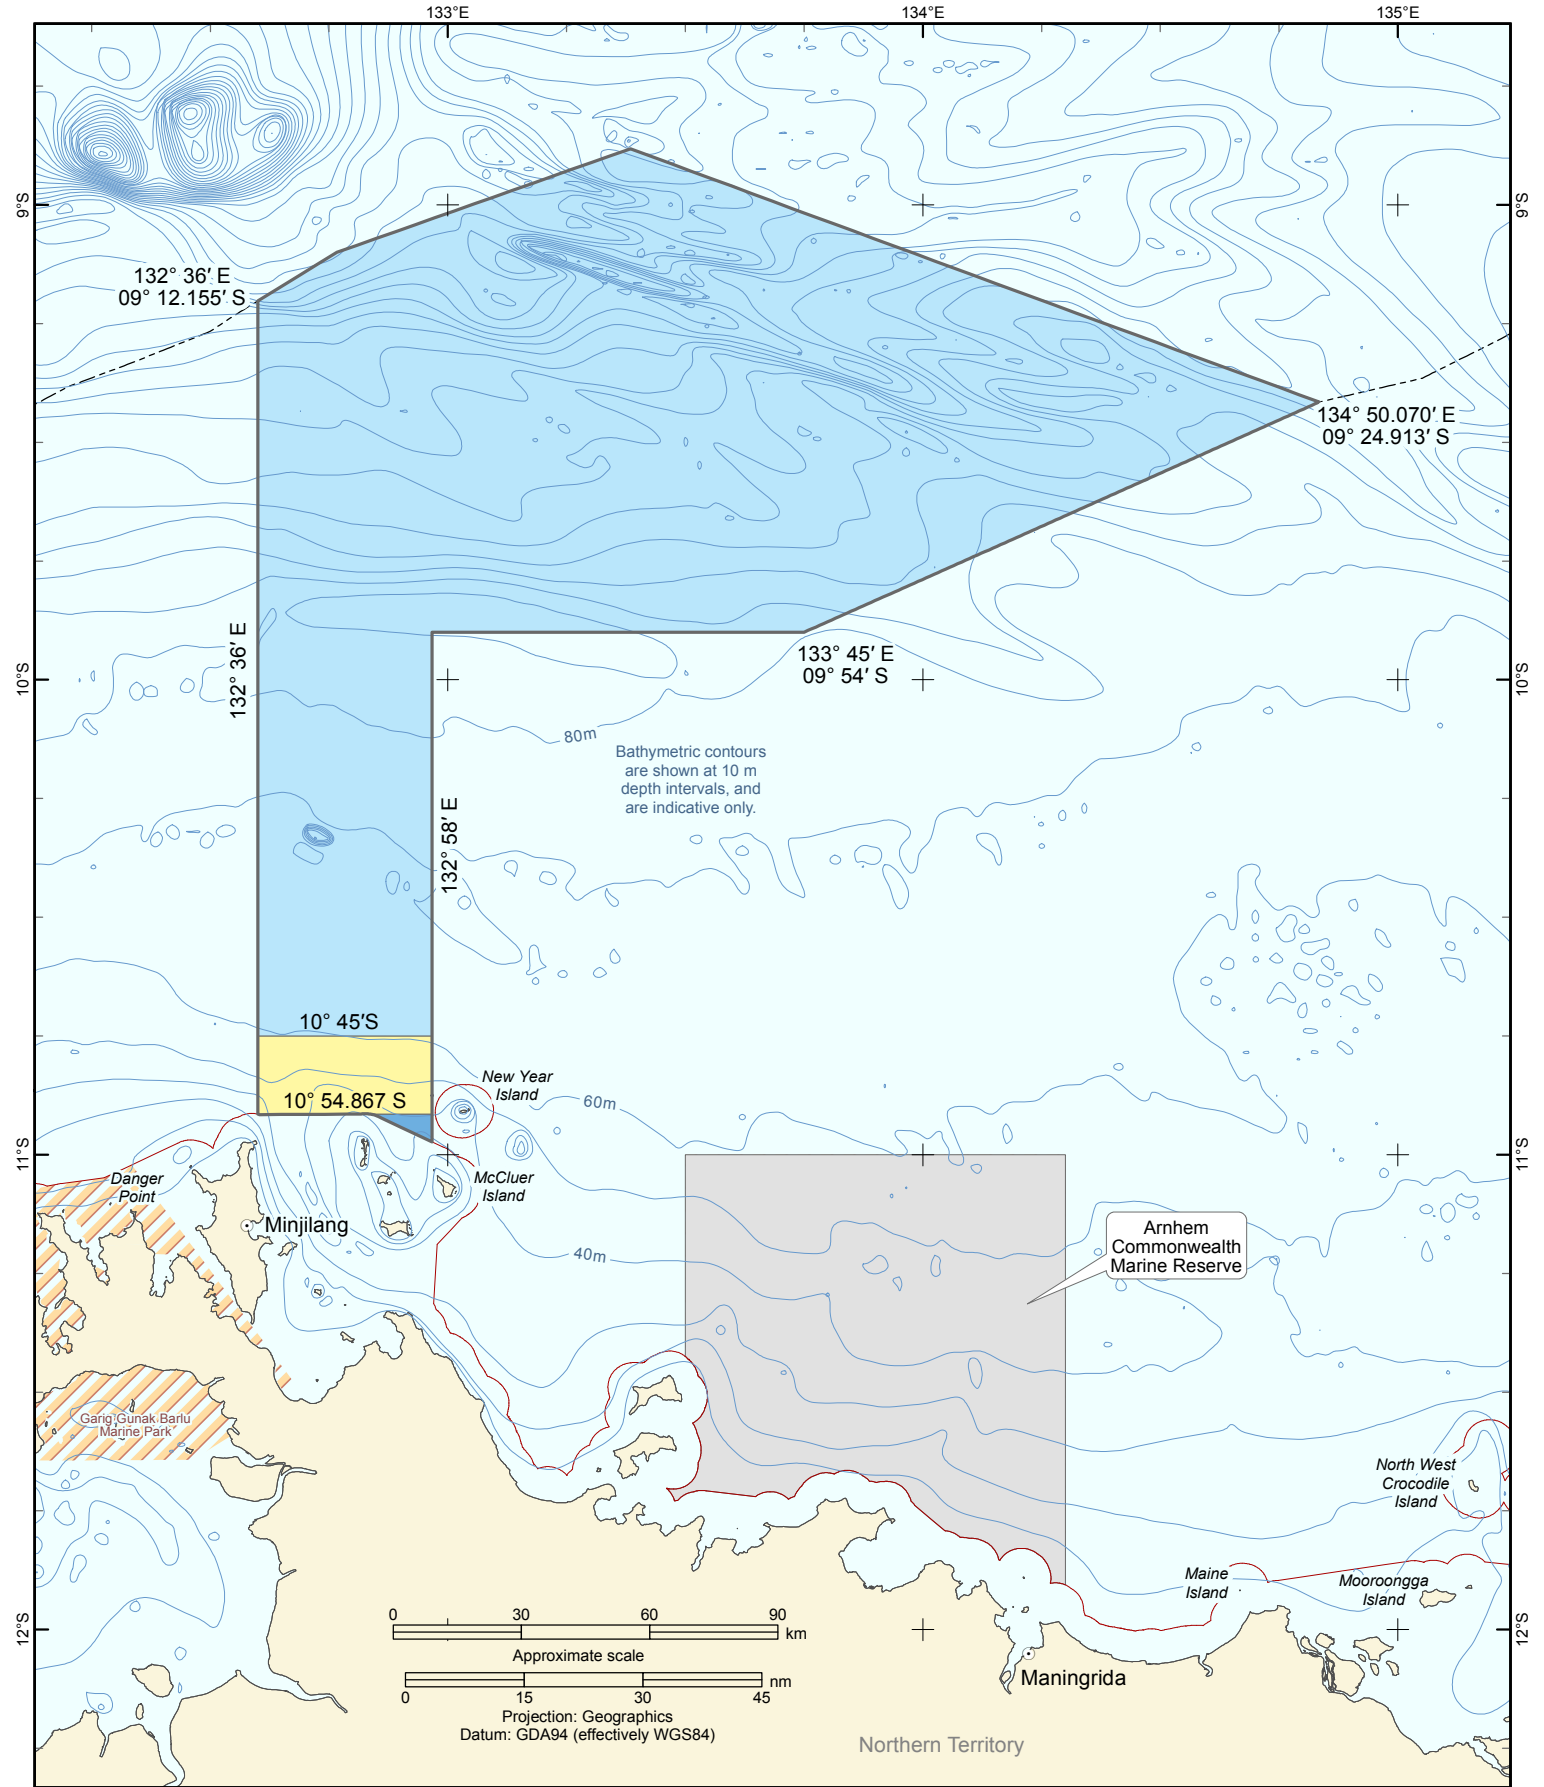 133°E
134°E
135°E
9°S
9°S
132° 36′ E
09° 12.155′ S
134° 50.070′ E
09° 24.913′ S
132° 36′ E
133° 45′ E
09° 54′ S
10°S
10°S
80m
Bathymetric contours
are shown at 10 m
depth intervals, and
are indicative only.
132° 58′ E
10° 45′S
New Year
Island
10° 54.867 S
60m
11°S
11°S
Danger
Point
McCluer
Island
Minjilang
40m
Arnhem
Commonwealth
Marine Reserve
Garig Gunak Barlu
Marine Park
North West
Crocodile
Island
Maine
Island
Mooroongga
Island
12°S
12°S
0 30 60 90
km
Approximate scale
nm
0 15 30 45
Projection: Geographics
Datum: GDA94 (effectively WGS84)
Maningrida
Northern Territory